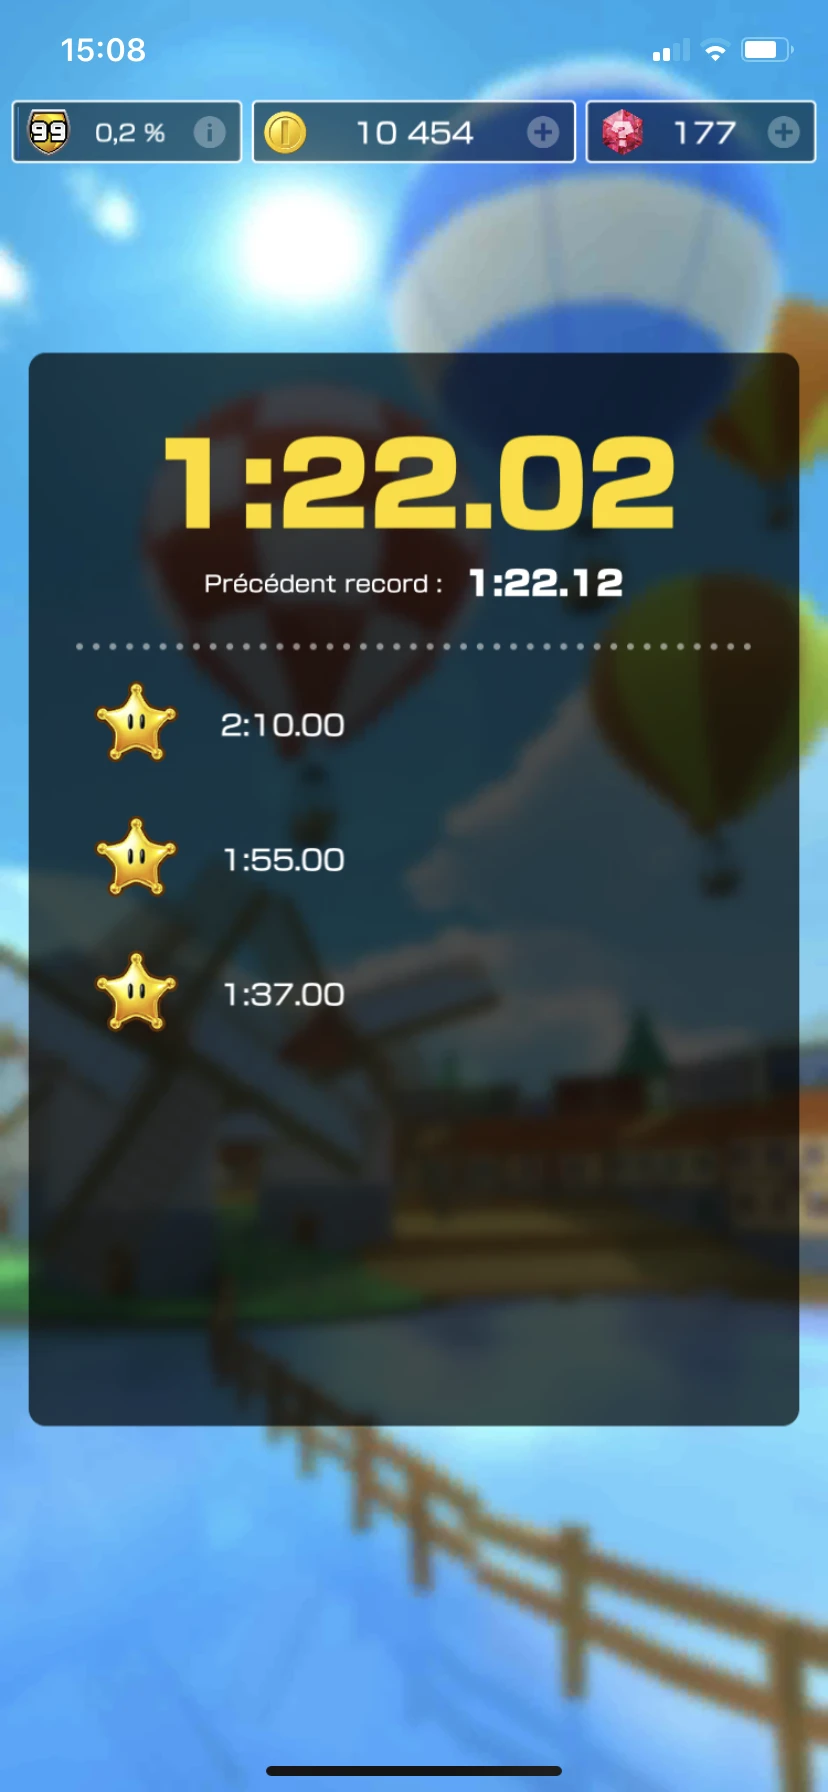 15:08
99 0,2 % i 10 454 + ? 177 +
1:22.02
Précédent record : 1:22.12
2:10.00
1:55.00
1:37.00